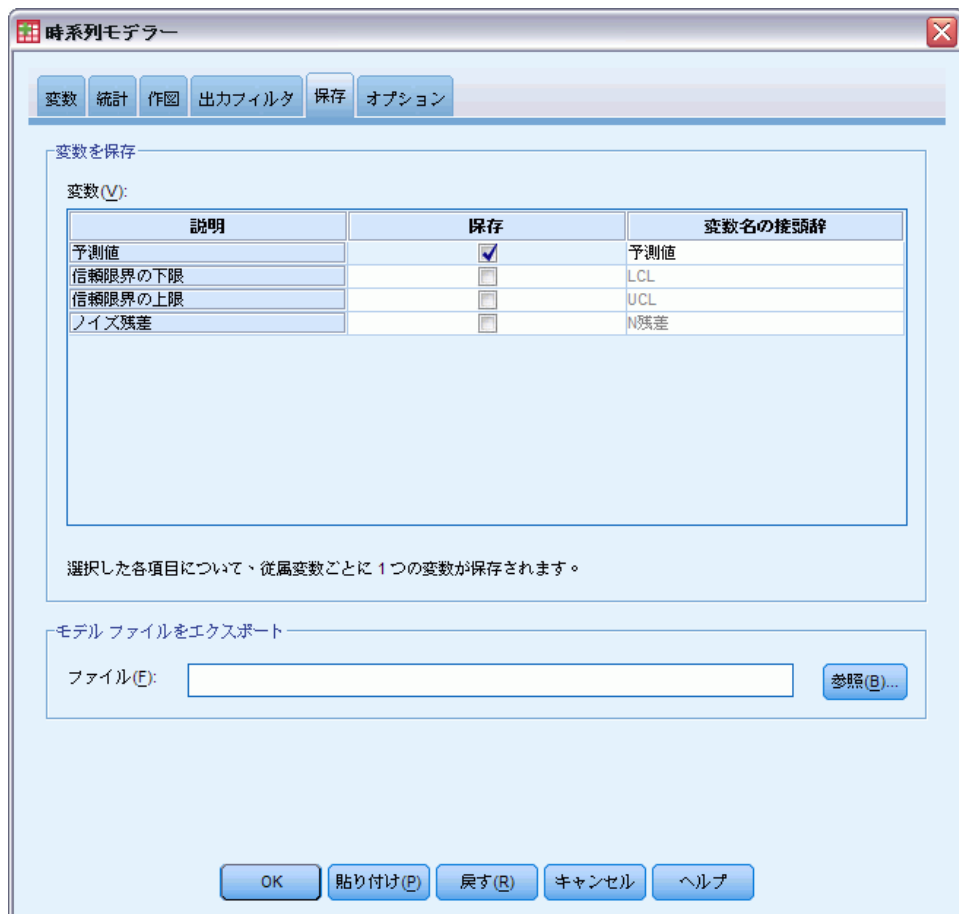 時系列モデラー
変数 統計 作図 出力フィルタ 保存 オプション
変数を保存
変数(V):
説明 保存 変数名の接頭辞
予測値 予測値
信頼限界の下限 LCL
信頼限界の上限 UCL
ノイズ残差 N残差
選択した各項目について、従属変数ごとに 1 つの変数が保存されます。
モデル ファイルをエクスポート
ファイル(F): 参照(B)...
OK 貼り付け(P) 戻す(R) キャンセル ヘルプ